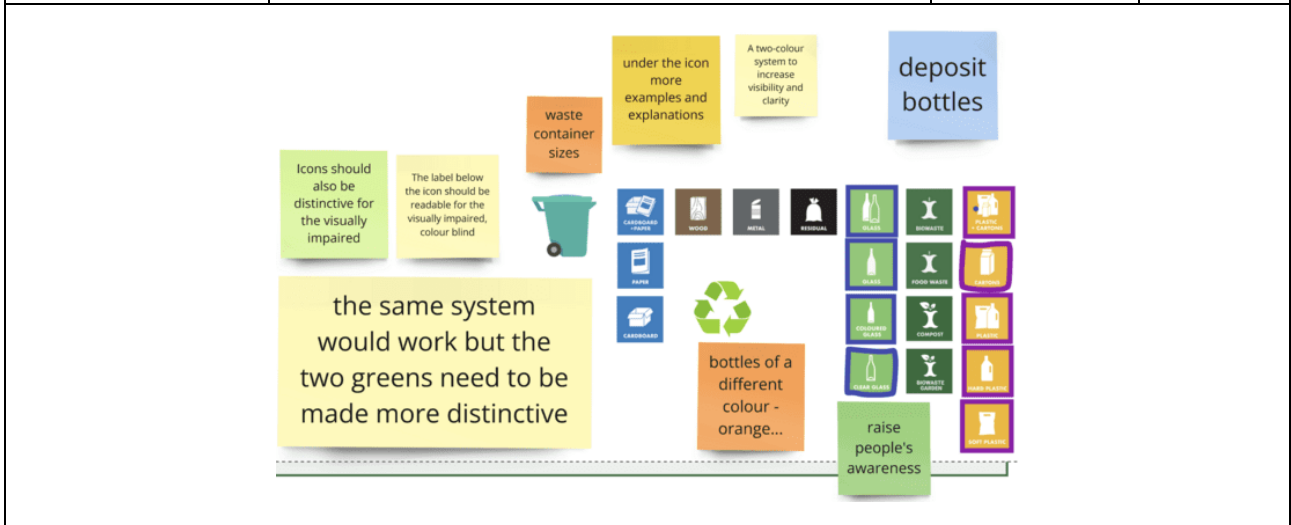 under the icon
more
examples and
explanations
A two-colour
system to
increase
visibility and
clarity
deposit
bottles
waste
container
sizes
Icons should
also be
distinctive for
the visually
impaired
The label below
the icon should be
readable for the
visually impaired,
colour blind
CARDBOARD
+PAPER
WOOD
METAL
RESIDUAL
GLASS
BIOWASTE
PLASTIC
+ CARTONS
PAPER
GLASS
FOOD WASTE
CARTONS
CARDBOARD
COLOURED
GLASS
COMPOST
PLASTIC
CLEAR GLASS
BIOWASTE
GARDEN
HARD PLASTIC
SOFT PLASTIC
the same system
would work but the
two greens need to be
made more distinctive
bottles of a
different
colour -
orange...
raise
people's
awareness